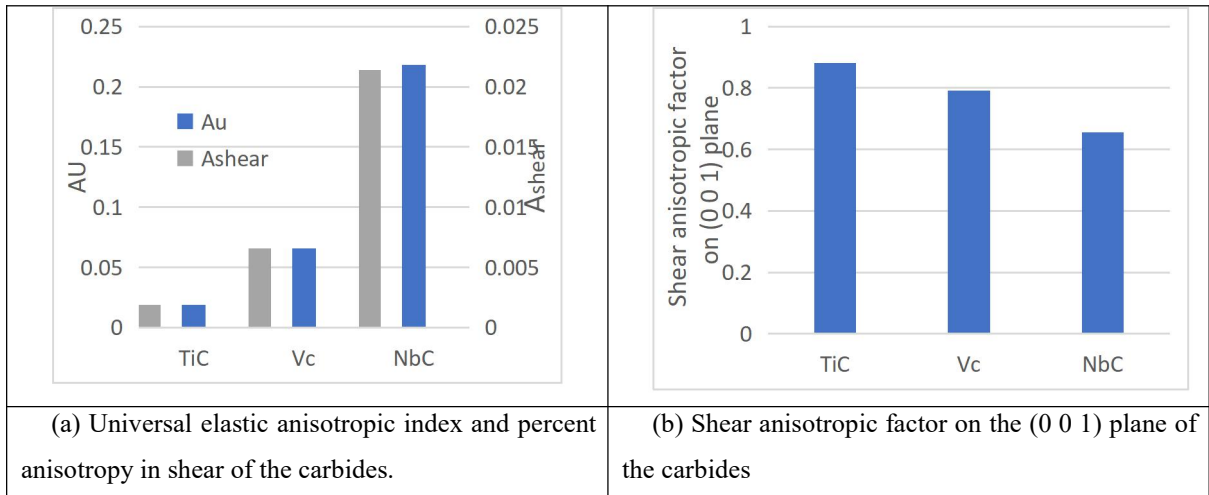 0.25
0.2
0.15
0.1
0.05
0
AU
Au
Ashear
0.025
0.02
0.015
0.01
0.005
0
Ashear
TiC
Vc
NbC
1
0.8
0.6
0.4
0.2
0
Shear anisotropic factor
on (0 0 1) plane
TiC
Vc
NbC
(a) Universal elastic anisotropic index and percent
anisotropy in shear of the carbides.
(b) Shear anisotropic factor on the (0 0 1) plane of
the carbides